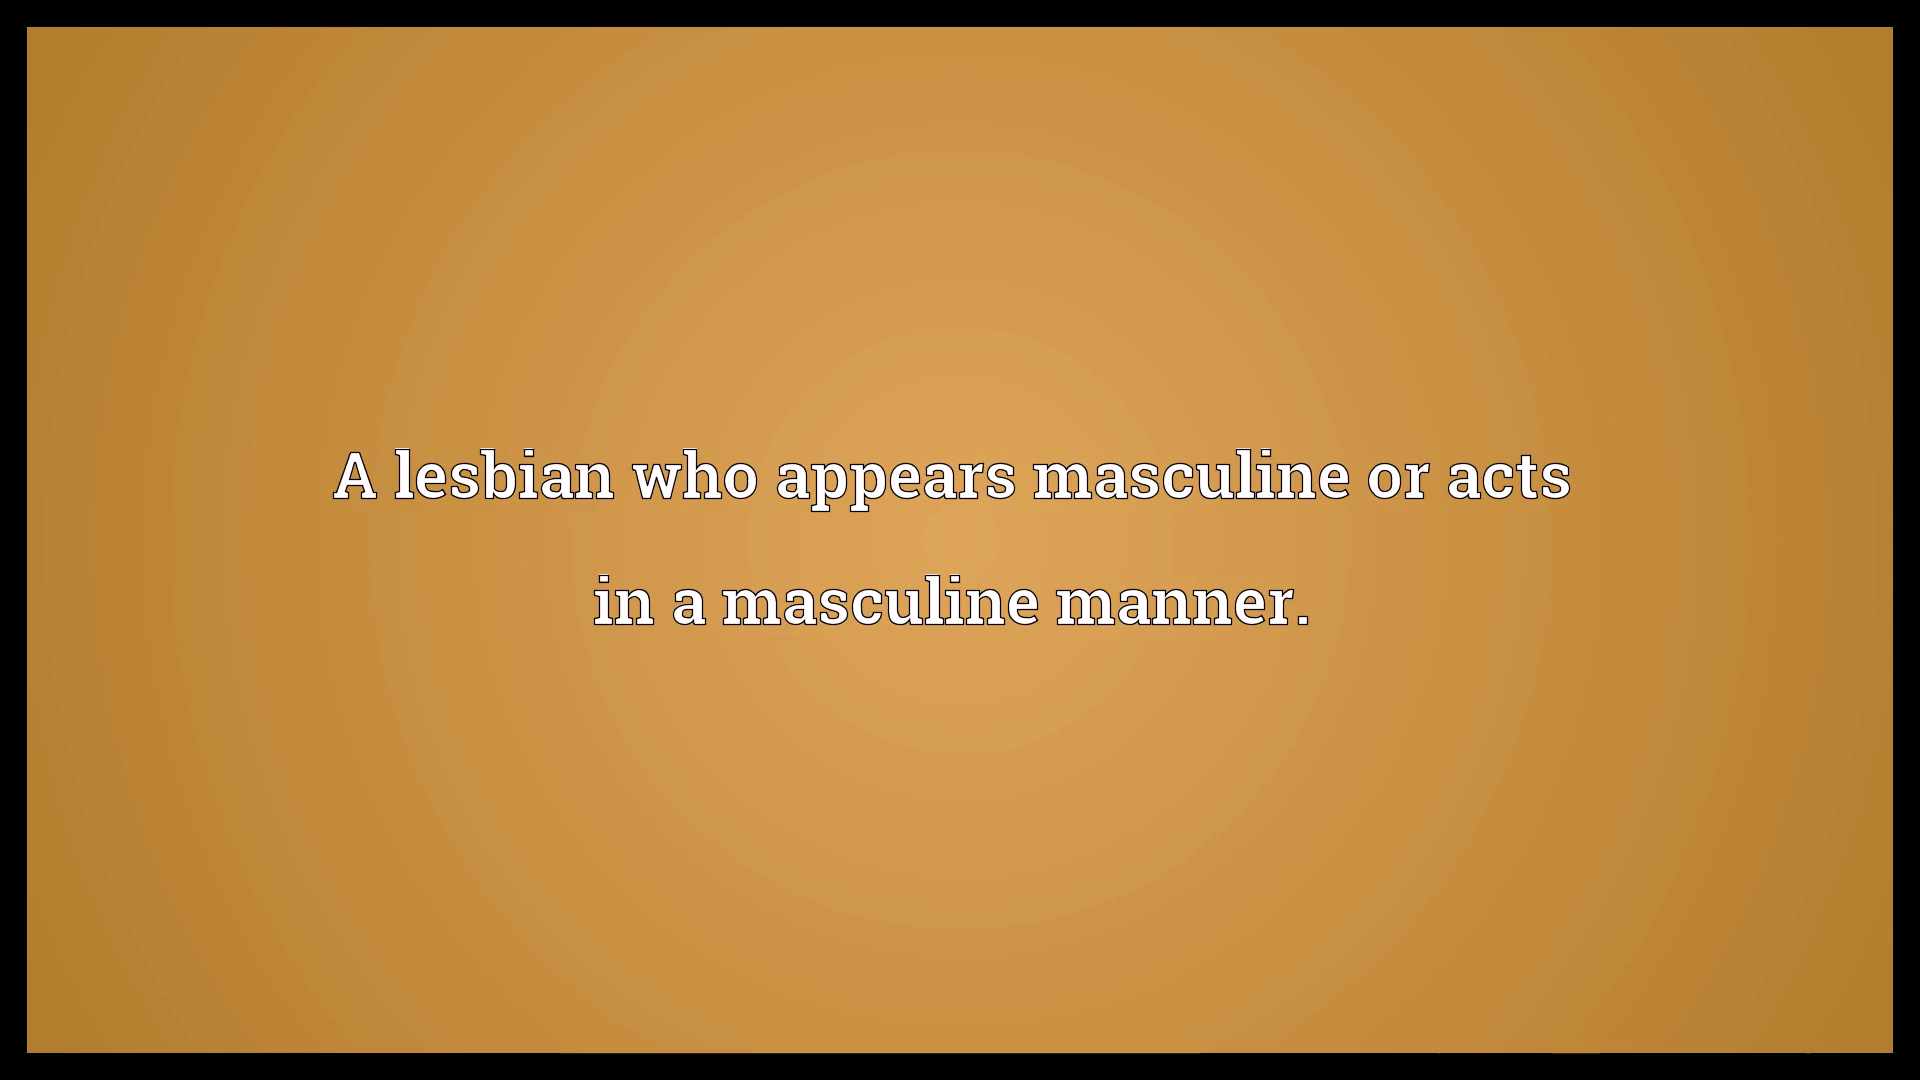 A lesbian who appears masculine or acts
in a masculine manner.